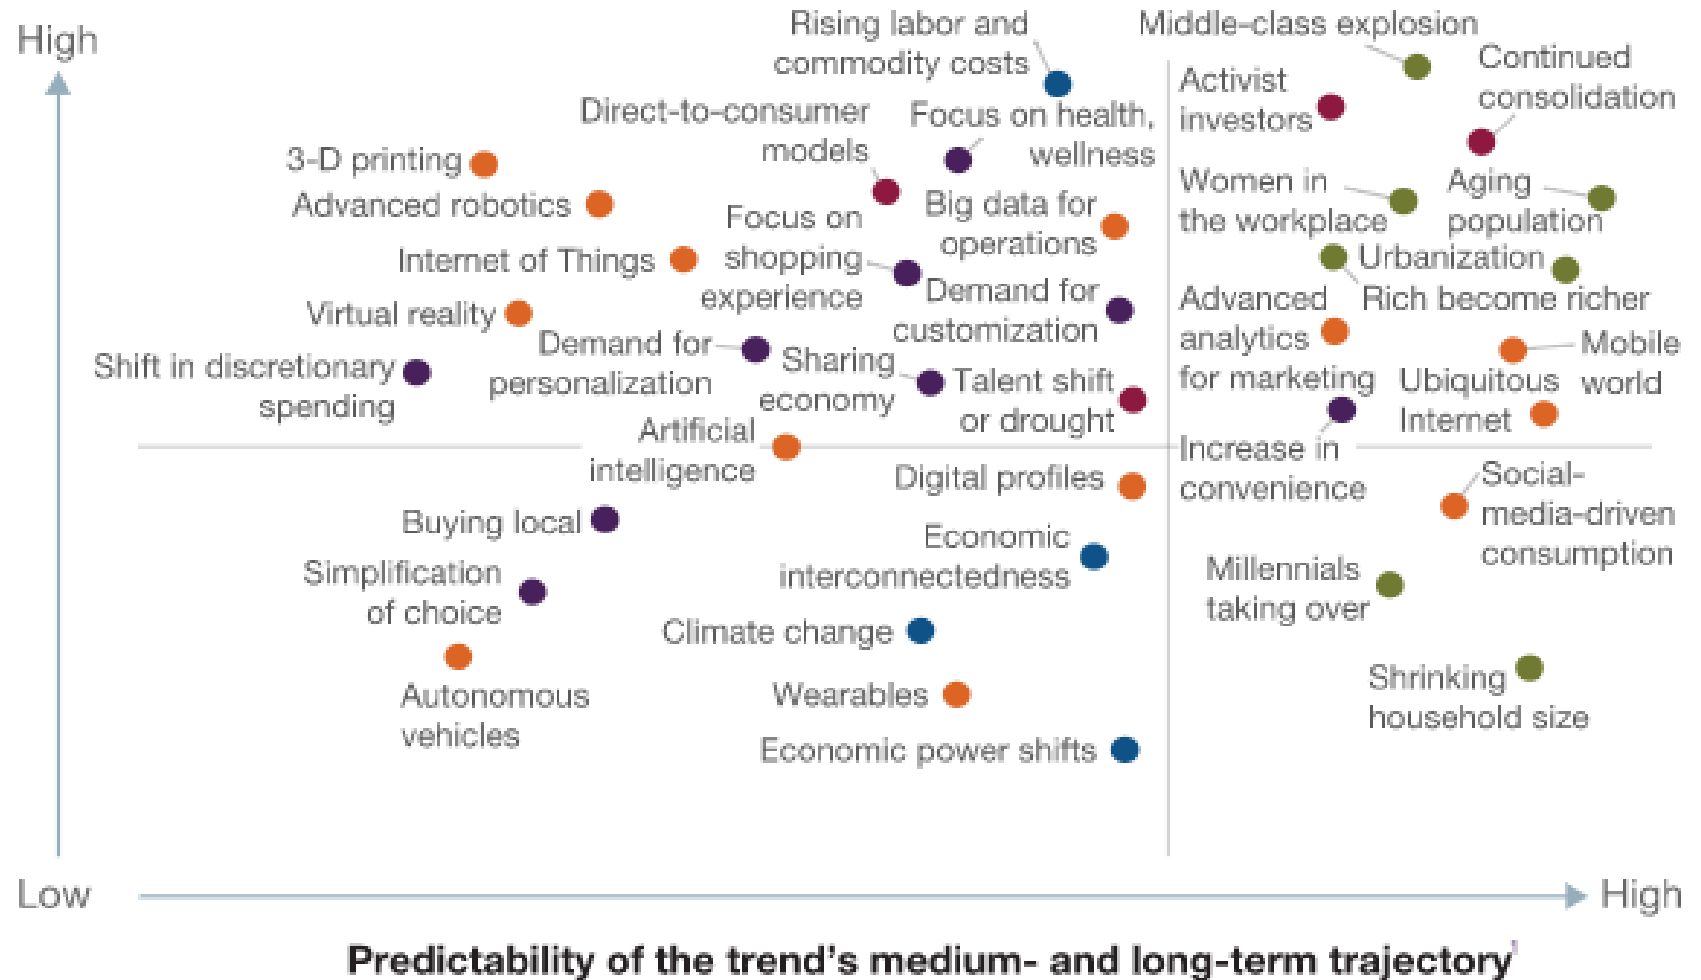 High
Rising labor and
commodity costs
Middle-class explosion
Continued
consolidation
Activist
investors
Direct-to-consumer
models
Focus on health,
wellness
3-D printing
Advanced robotics
Women in
the workplace
Aging
population
Focus on
shopping
experience
Big data for
operations
Internet of Things
Urbanization
Rich become richer
Virtual reality
Demand for
customization
Advanced
analytics
for marketing
Demand for
personalization
Mobile
world
Shift in discretionary
spending
Sharing
economy
Talent shift
or drought
Ubiquitous
Internet
Artificial
intelligence
Increase in
convenience
Digital profiles
Social-
media-driven
consumption
Buying local
Economic
interconnectedness
Simplification
of choice
Millennials
taking over
Climate change
Autonomous
vehicles
Wearables
Shrinking
household size
Economic power shifts
Low
High
Predictability of the trend's medium- and long-term trajectory¹